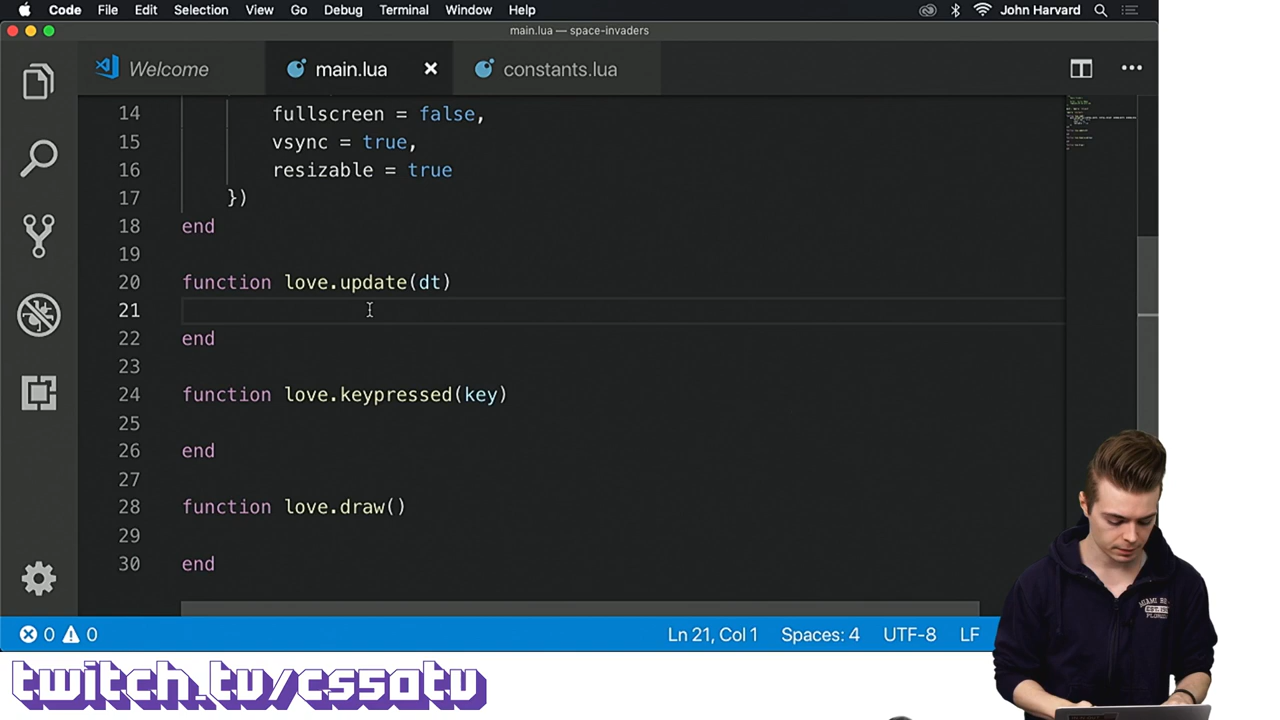 Code File Edit Selection View Go Debug Terminal Window Help John Harvard
main.lua — space-invaders
Welcome main.lua constants.lua
14 fullscreen = false,
15 vsync = true,
16 resizable = true
17 })
18 end
19
20 function love.update(dt)
21
22 end
23
24 function love.keypressed(key)
25
26 end
27
28 function love.draw()
29
30 end
0 0 Ln 21, Col 1 Spaces: 4 UTF-8 LF
twitch.tv/cs50tv